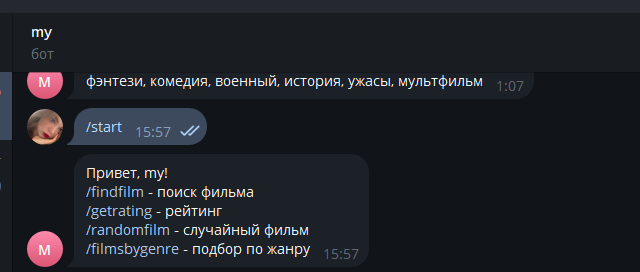 my
бот
М
фэнтези, комедия, военный, история, ужасы, мультфильм
1:07
/start
15:57
Привет, my!
/findfilm - поиск фильма
/getrating - рейтинг
/randomfilm - случайный фильм
М
/filmsbygenre - подбор по жанру
15:57